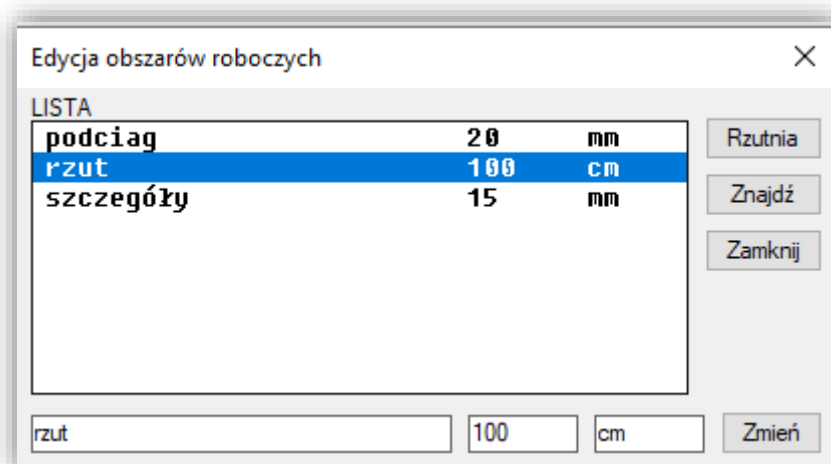 Edycja obszarów roboczych
LISTA
podciag 20 mm
rzut 100 cm
szczegóły 15 mm
Rzutnia
Znajdź
Zamknij
rzut 100 cm Zmień